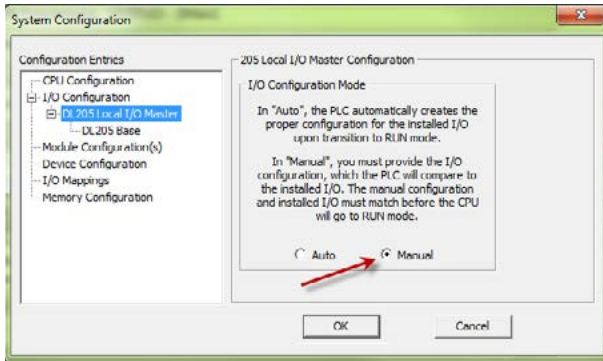 System Configuration
Configuration Entries
CPU Configuration
I/O Configuration
DL205 Local I/O Master
DL205 Base
Module Configuration(s)
Device Configuration
I/O Mappings
Memory Configuration
205 Local I/O Master Configuration
I/O Configuration Mode
In "Auto", the PLC automatically creates the
proper configuration for the installed I/O
upon transition to RUN mode.
In "Manual", you must provide the I/O
configuration, which the PLC will compare to
the installed I/O. The manual configuration
and installed I/O must match before the CPU
will go to RUN mode.
Auto
Manual
OK
Cancel